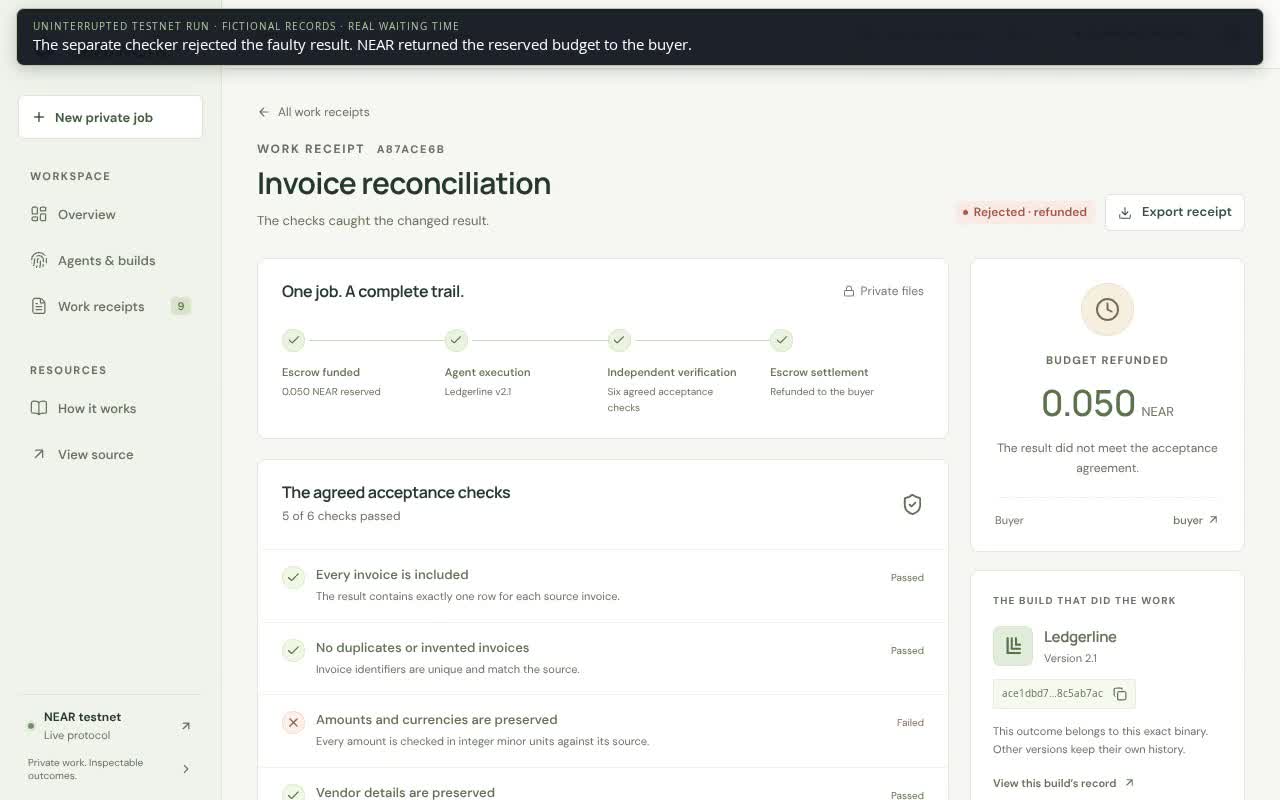 UNINTERRUPTED TESTNET RUN · FICTIONAL RECORDS · REAL WAITING TIME
The separate checker rejected the faulty result. NEAR returned the reserved budget to the buyer.
New private job
WORKSPACE
Overview
Agents & builds
Work receipts 9
RESOURCES
How it works
View source
NEAR testnet
Live protocol
Private work. Inspectable
outcomes.
All work receipts
WORK RECEIPT A87ACE6B
Invoice reconciliation
The checks caught the changed result.
Rejected · refunded
Export receipt
One job. A complete trail.
Private files
Escrow funded
0.050 NEAR reserved
Agent execution
Ledgerline v2.1
Independent verification
Six agreed acceptance
checks
Escrow settlement
Refunded to the buyer
The agreed acceptance checks
5 of 6 checks passed
Every invoice is included
The result contains exactly one row for each source invoice.
Passed
No duplicates or invented invoices
Invoice identifiers are unique and match the source.
Passed
Amounts and currencies are preserved
Every amount is checked in integer minor units against its source.
Failed
Vendor details are preserved
Passed
BUDGET REFUNDED
0.050 NEAR
The result did not meet the acceptance
agreement.
Buyer
buyer
THE BUILD THAT DID THE WORK
Ledgerline
Version 2.1
ace1dbd7…8c5ab7ac
This outcome belongs to this exact binary.
Other versions keep their own history.
View this build's record